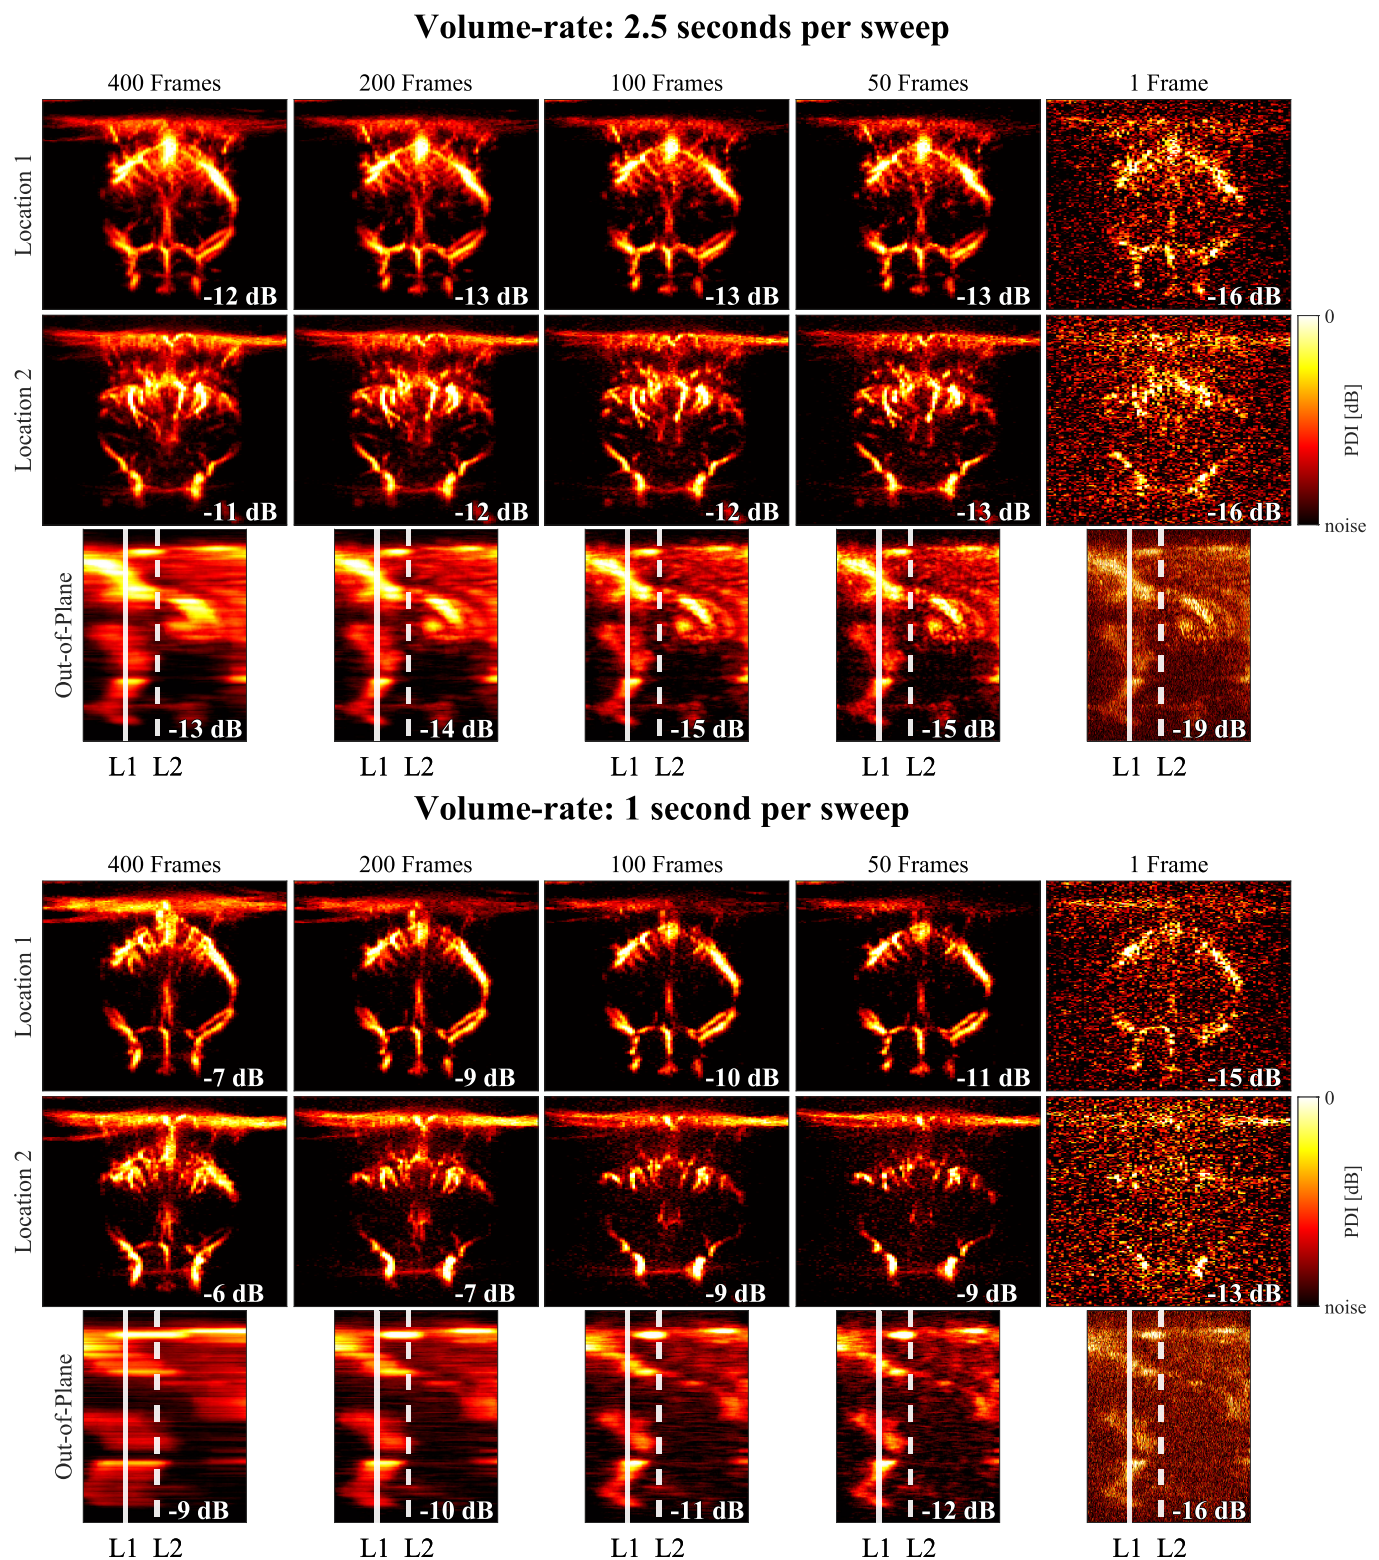 Volume-rate: 2.5 seconds per sweep
400 Frames 200 Frames 100 Frames 50 Frames 1 Frame
Location 1
-12 dB -13 dB -13 dB -13 dB -16 dB
Location 2
-11 dB -12 dB -12 dB -13 dB -16 dB
0
PDI [dB]
noise
Out-of-Plane
-13 dB -14 dB -15 dB -15 dB -19 dB
L1 L2 L1 L2 L1 L2 L1 L2 L1 L2
Volume-rate: 1 second per sweep
400 Frames 200 Frames 100 Frames 50 Frames 1 Frame
Location 1
-7 dB -9 dB -10 dB -11 dB -15 dB
Location 2
-6 dB -7 dB -9 dB -9 dB -13 dB
0
PDI [dB]
noise
Out-of-Plane
-9 dB -10 dB -11 dB -12 dB -16 dB
L1 L2 L1 L2 L1 L2 L1 L2 L1 L2